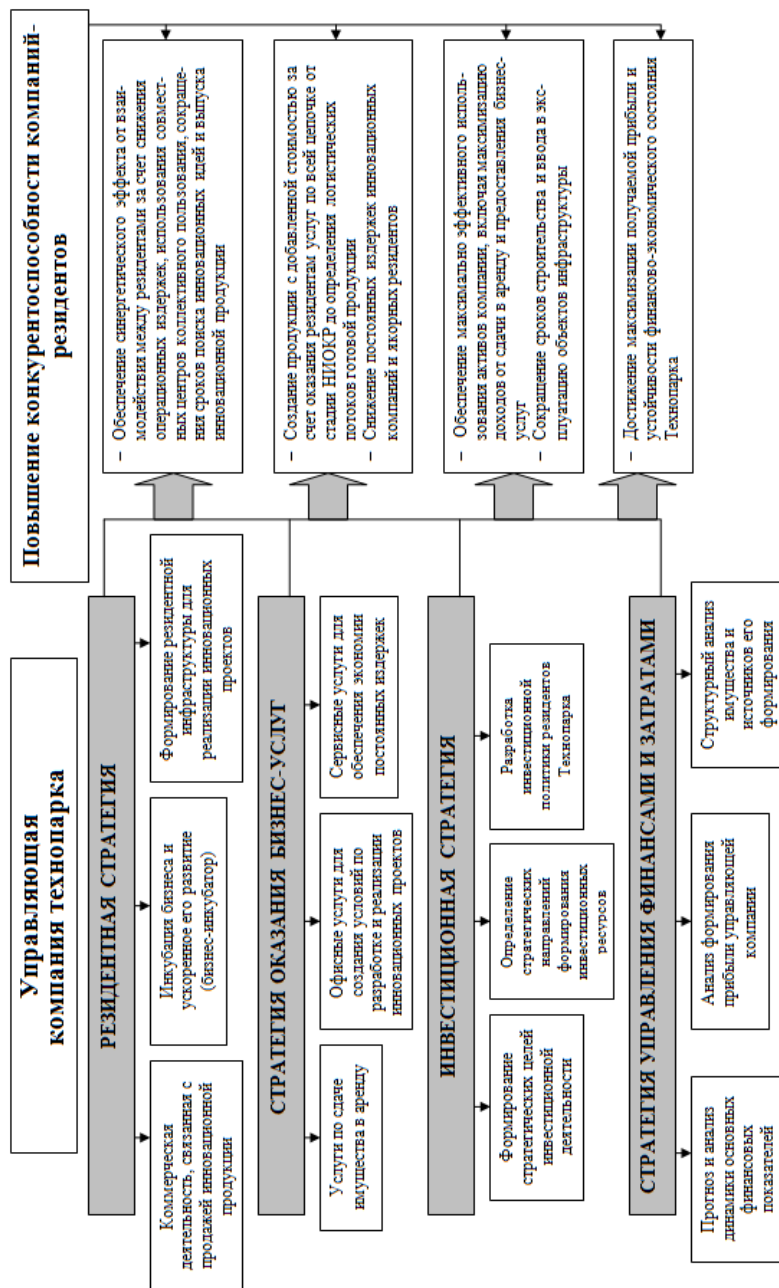 Управляющая
компания технопарка
Повышение конкурентоспособности компаний-
резидентов
РЕЗИДЕНТНАЯ СТРАТЕГИЯ
Коммерческая
деятельность, связанная с
продажей инновационной
продукции
Инкубация бизнеса и
ускоренное его развитие
(бизнес-инкубатор)
Формирование резидентной
инфраструктуры для
реализации инновационных
проектов
– Обеспечение синергетического эффекта от взаи-
модействия между резидентами за счет снижения
операционных издержек, использования совмест-
ных центров коллективного пользования, сокраще-
ния сроков поиска инновационных идей и выпуска
инновационной продукции
СТРАТЕГИЯ ОКАЗАНИЯ БИЗНЕС-УСЛУГ
Услуги по сдаче
имущества в аренду
Офисные услуги для
создания условий по
разработке и реализации
инновационных проектов
Сервисные услуги для
обеспечения экономии
постоянных издержек
– Создание продукции с добавленной стоимостью за
счет оказания резидентам услуг по всей цепочке от
стадии НИОКР до определения логистических
потоков готовой продукции
– Снижение постоянных издержек инновационных
компаний и якорных резидентов
ИНВЕСТИЦИОННАЯ СТРАТЕГИЯ
Формирование
стратегических целей
инвестиционной
деятельности
Определение
стратегических
направлений
формирования
инвестиционных
ресурсов
Разработка
инвестиционной
политики резидентов
Технопарка
– Обеспечение максимально эффективного исполь-
зования активов компании, включая максимизацию
доходов от сдачи в аренду и предоставления бизнес-
услуг
– Сокращение сроков строительства и ввода в экс-
плуатацию объектов инфраструктуры
СТРАТЕГИЯ УПРАВЛЕНИЯ ФИНАНСАМИ И ЗАТРАТАМИ
Прогноз и анализ
динамики основных
финансовых
показателей
Анализ формирования
прибыли управляющей
компании
Структурный анализ
имущества и
источников его
формирования
– Достижение максимизации получаемой прибыли и
устойчивости финансово-экономического состояния
Технопарка